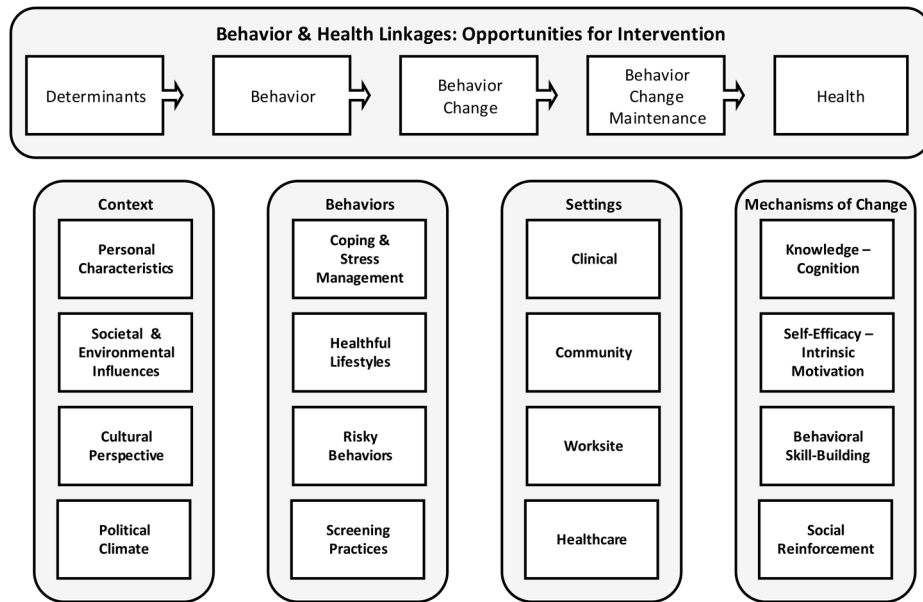 Behavior & Health Linkages: Opportunities for Intervention
Determinants
Behavior
Behavior
Change
Behavior
Change
Maintenance
Health
Context
Personal
Characteristics
Societal & 
Environmental
Influences
Cultural
Perspective
Political
Climate
Behaviors
Coping &
Stress
Management
Healthful
Lifestyles
Risky
Behaviors
Screening
Practices
Settings
Clinical
Community
Worksite
Healthcare
Mechanisms of Change
Knowledge –
Cognition
Self-Efficacy –
Intrinsic
Motivation
Behavioral
Skill-Building
Social
Reinforcement